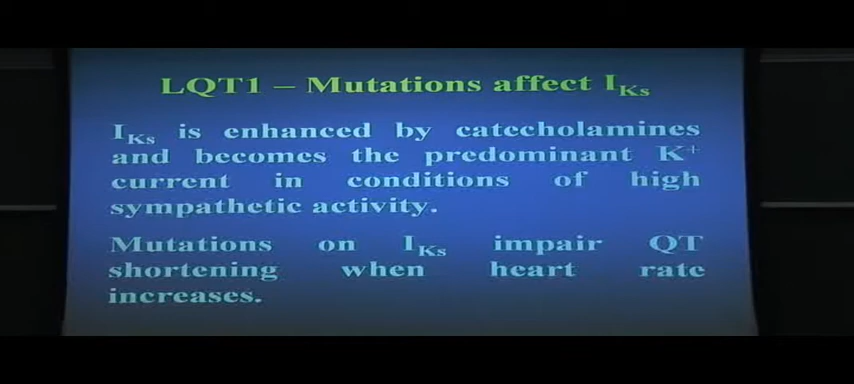 LQT1 – Mutations affect IKs
IKs is enhanced by catecholamines
and becomes the predominant K+
current in conditions of high
sympathetic activity.
Mutations on IKs impair QT
shortening when heart rate
increases.